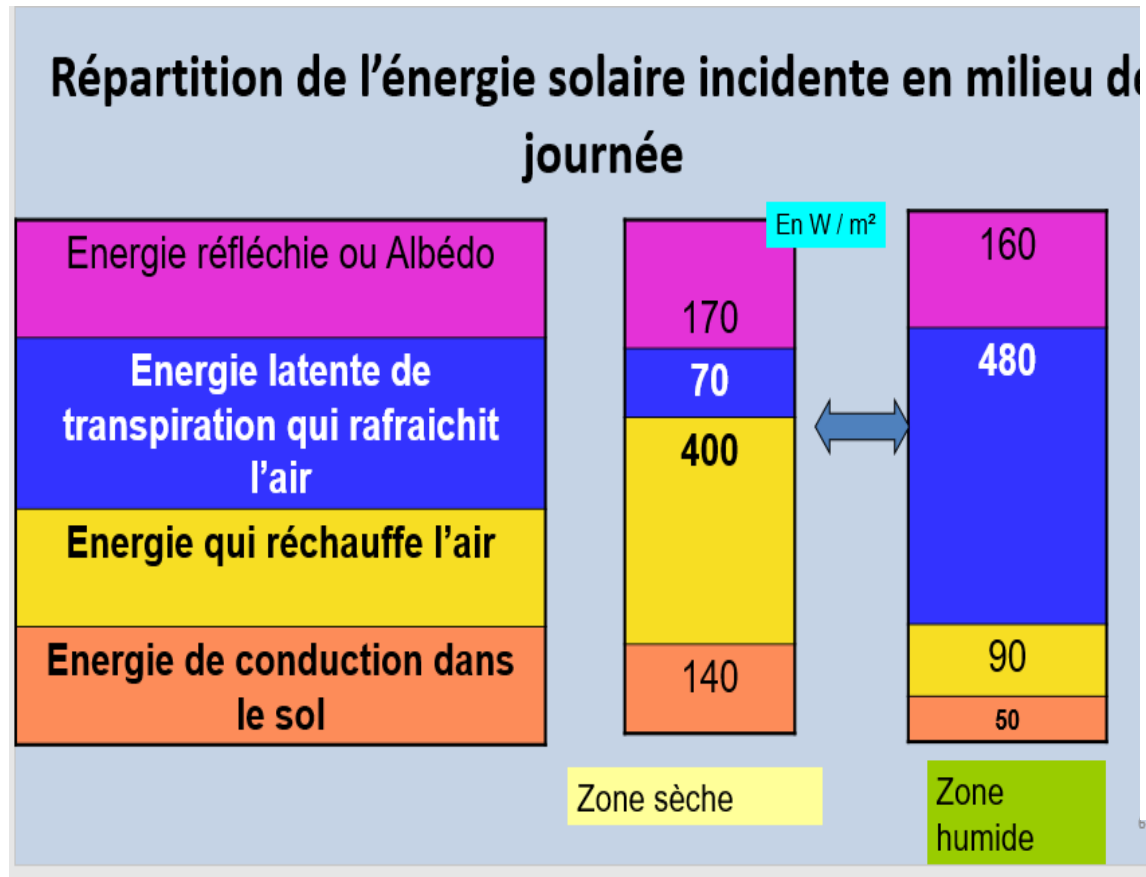 Répartition de l'énergie solaire incidente en milieu de
journée
Energie réfléchie ou Albédo
Energie latente de
transpiration qui rafraichit
l'air
Energie qui réchauffe l'air
Energie de conduction dans
le sol
En W / m²
170
70
400
140
160
480
90
50
Zone sèche
Zone
humide